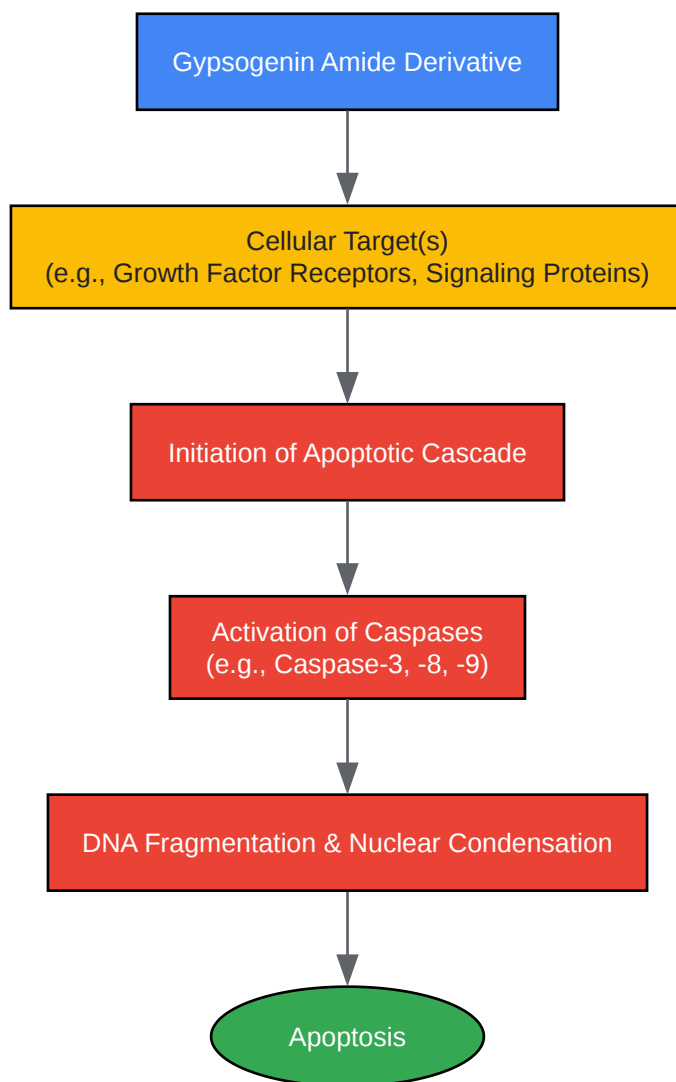 Gypsogenin Amide Derivative
Cellular Target(s)
(e.g., Growth Factor Receptors, Signaling Proteins)
Initiation of Apoptotic Cascade
Activation of Caspases
(e.g., Caspase-3, -8, -9)
DNA Fragmentation & Nuclear Condensation
Apoptosis